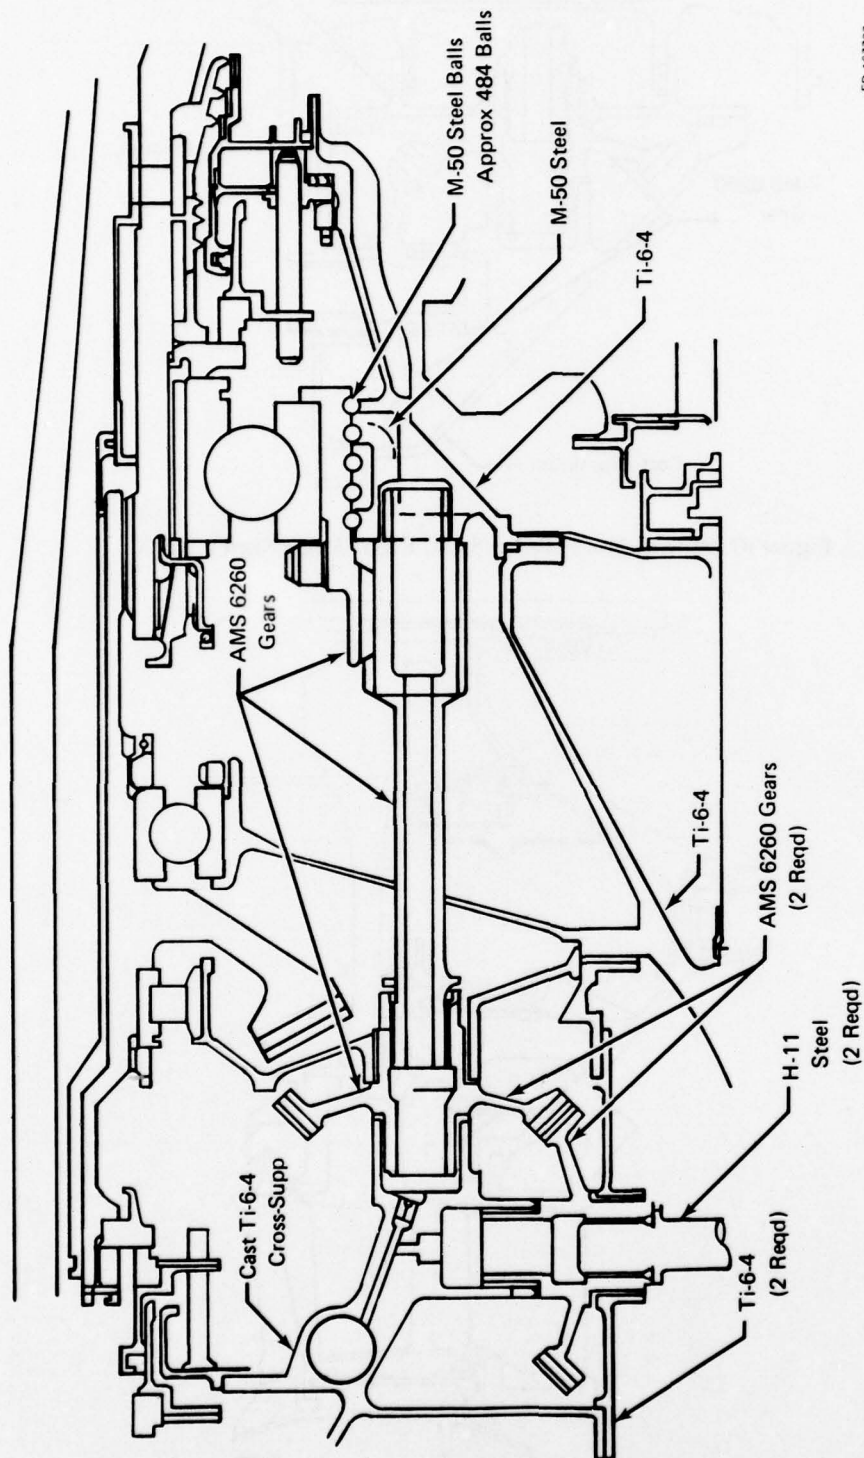 M-50 Steel Balls
Approx 484 Balls
M-50 Steel
Ti-6-4
AMS 6260
Gears
Ti-6-4
AMS 6260 Gears
(2 Reqd)
H-11
Steel
(2 Reqd)
Cast Ti-6-4
Cross-Supp
Ti-6-4
(2 Reqd)